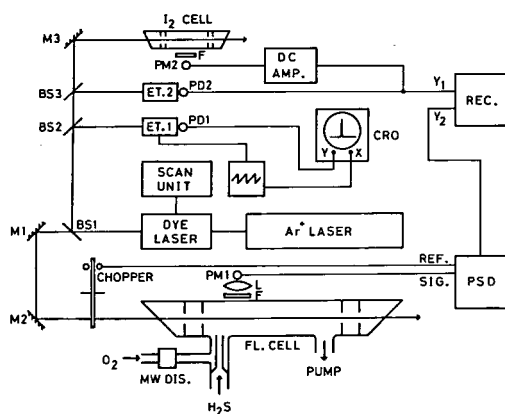 I2 CELL
M3
F
PM2
DC
AMP.
BS3
ET.2
PD2
Y1
REC.
Y2
BS2
ET.1
PD1
CRO
Y
X
SCAN
UNIT
M1
BS1
DYE
LASER
Ar+ LASER
CHOPPER
PM1
REF.
SIG.
PSD
L
F
M2
FL. CELL
O2
MW DIS.
PUMP
H2S